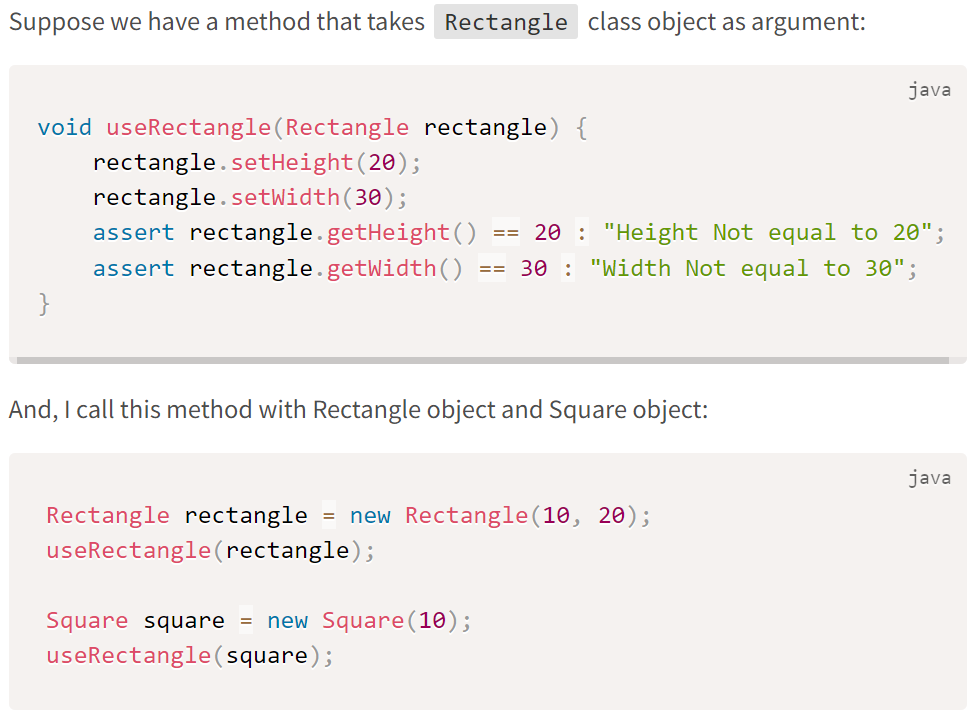 Suppose we have a method that takes Rectangle class object as argument:
java
void useRectangle(Rectangle rectangle) {
    rectangle.setHeight(20);
    rectangle.setWidth(30);
    assert rectangle.getHeight() == 20 : "Height Not equal to 20";
    assert rectangle.getWidth() == 30 : "Width Not equal to 30";
}
And, I call this method with Rectangle object and Square object:
java
Rectangle rectangle = new Rectangle(10, 20);
useRectangle(rectangle);
Square square = new Square(10);
useRectangle(square);